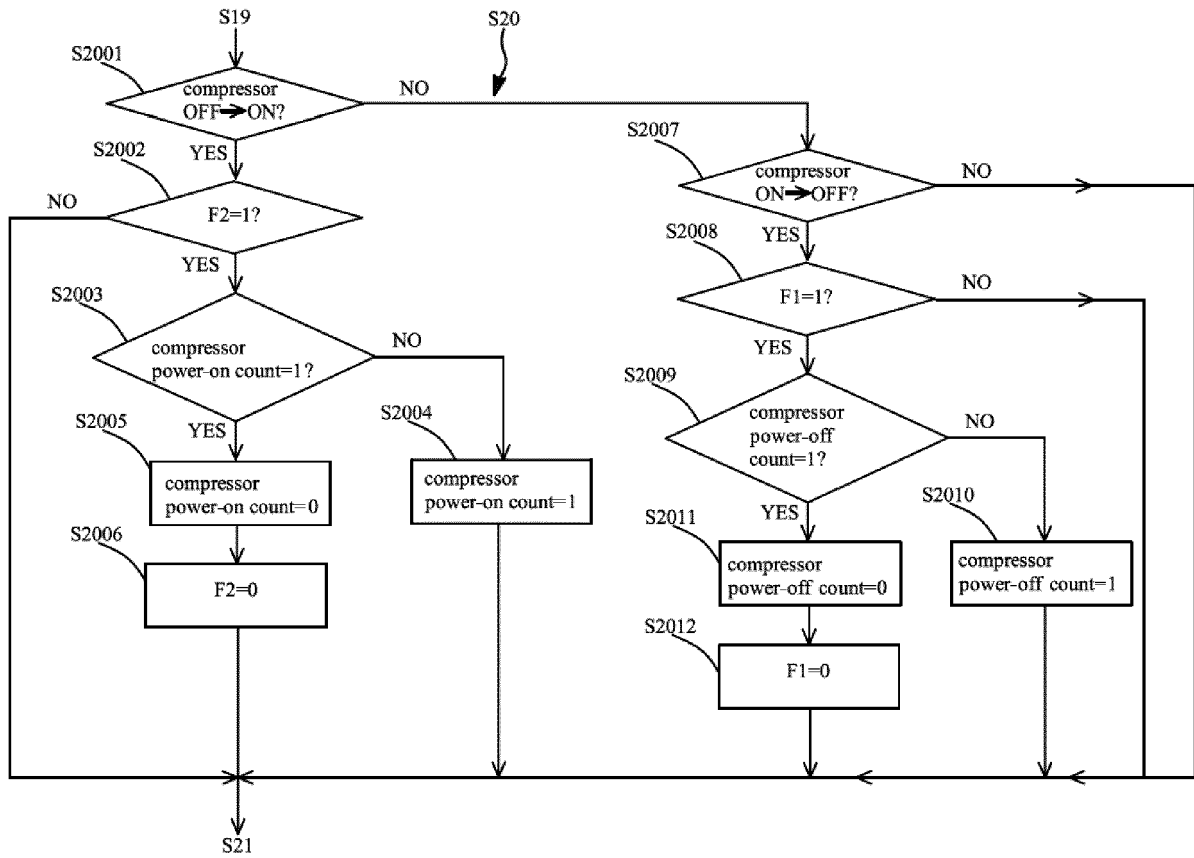 S19
S20
S2001
compressor
OFF➔ON?
NO
YES
S2002
F2=1?
NO
YES
S2003
compressor
power-on count=1?
NO
YES
S2004
compressor
power-on count=1
S2005
compressor
power-on count=0
S2006
F2=0
S2007
compressor
ON➔OFF?
NO
YES
S2008
F1=1?
NO
YES
S2009
compressor
power-off
count=1?
NO
YES
S2010
compressor
power-off count=1
S2011
compressor
power-off count=0
S2012
F1=0
S21